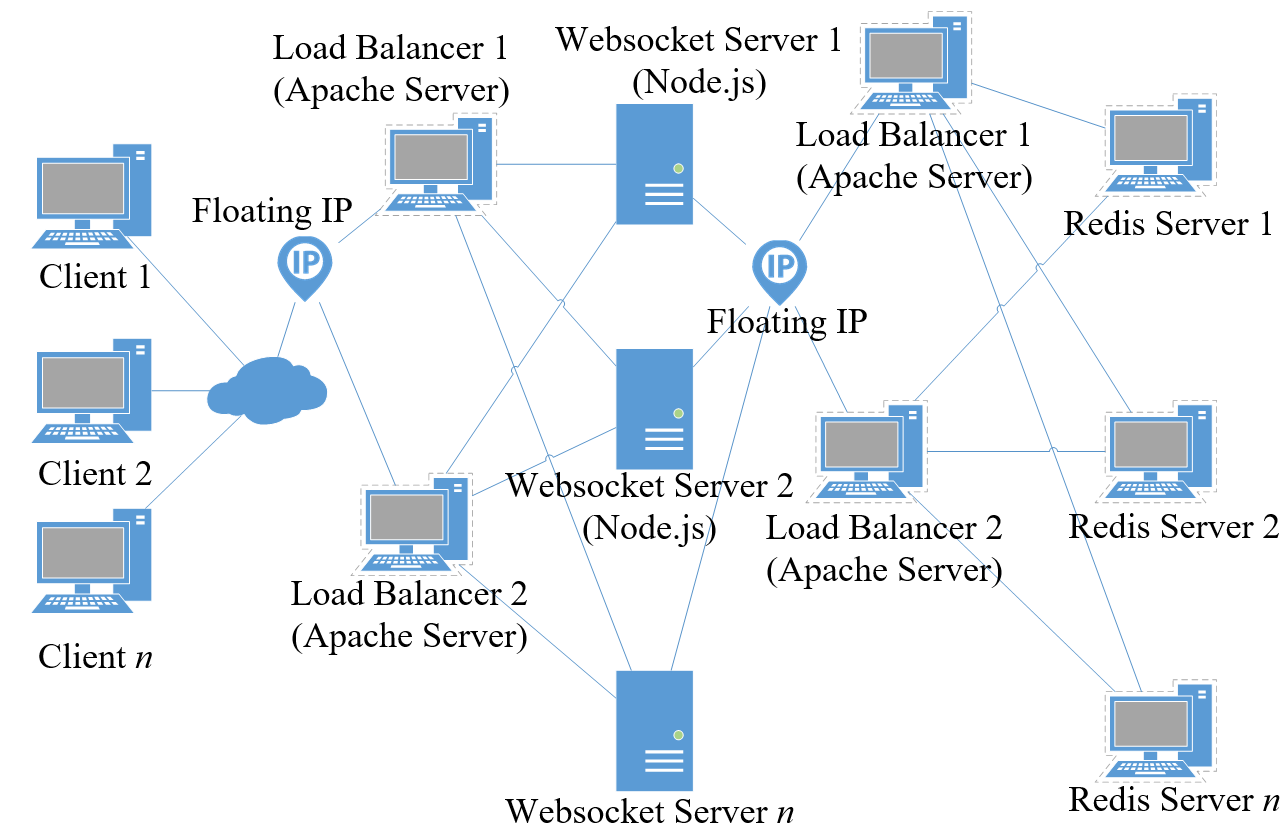 Load Balancer 1
(Apache Server)
Websocket Server 1
(Node.js)
Load Balancer 1
(Apache Server)
Floating IP
IP
Client 1
Redis Server 1
IP
Floating IP
Client 2
Websocket Server 2
(Node.js)
Load Balancer 2
(Apache Server)
Redis Server 2
Load Balancer 2
(Apache Server)
Client n
Websocket Server n
Redis Server n